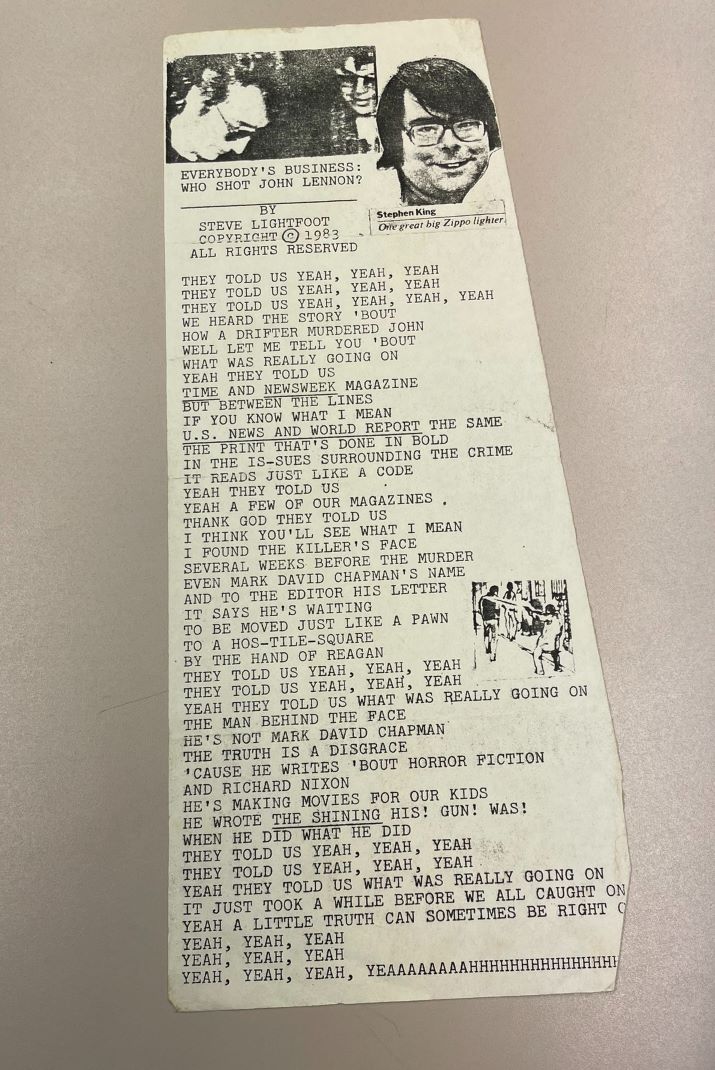 EVERYBODY'S BUSINESS:
WHO SHOT JOHN LENNON?
BY
STEVE LIGHTFOOT
COPYRIGHT © 1983
ALL RIGHTS RESERVED
Stephen King
One great big Zippo lighter.
THEY TOLD US YEAH, YEAH, YEAH
THEY TOLD US YEAH, YEAH, YEAH
THEY TOLD US YEAH, YEAH, YEAH, YEAH
WE HEARD THE STORY 'BOUT
HOW A DRIFTER MURDERED JOHN
WELL LET ME TELL YOU 'BOUT
WHAT WAS REALLY GOING ON
YEAH THEY TOLD US
TIME AND NEWSWEEK MAGAZINE
BUT BETWEEN THE LINES
IF YOU KNOW WHAT I MEAN
U.S. NEWS AND WORLD REPORT THE SAME
THE PRINT THAT'S DONE IN BOLD
IN THE IS-SUES SURROUNDING THE CRIME
IT READS JUST LIKE A CODE
YEAH THEY TOLD US
YEAH A FEW OF OUR MAGAZINES .
THANK GOD THEY TOLD US
I THINK YOU'LL SEE WHAT I MEAN
I FOUND THE KILLER'S FACE
SEVERAL WEEKS BEFORE THE MURDER
EVEN MARK DAVID CHAPMAN'S NAME
AND TO THE EDITOR HIS LETTER
IT SAYS HE'S WAITING
TO BE MOVED JUST LIKE A PAWN
TO A HOS-TILE-SQUARE
BY THE HAND OF REAGAN
THEY TOLD US YEAH, YEAH, YEAH
THEY TOLD US YEAH, YEAH, YEAH
YEAH THEY TOLD US WHAT WAS REALLY GOING ON
THE MAN BEHIND THE FACE
HE'S NOT MARK DAVID CHAPMAN
THE TRUTH IS A DISGRACE
'CAUSE HE WRITES 'BOUT HORROR FICTION
AND RICHARD NIXON
HE'S MAKING MOVIES FOR OUR KIDS
HE WROTE THE SHINING HIS! GUN! WAS!
WHEN HE DID WHAT HE DID
THEY TOLD US YEAH, YEAH, YEAH
THEY TOLD US YEAH, YEAH, YEAH
YEAH THEY TOLD US WHAT WAS REALLY GOING ON
IT JUST TOOK A WHILE BEFORE WE ALL CAUGHT ON
YEAH A LITTLE TRUTH CAN SOMETIMES BE RIGHT
YEAH, YEAH, YEAH
YEAH, YEAH, YEAH
YEAH, YEAH, YEAH, YEAAAAAAAAHHHHHHHHHHHHHHHH